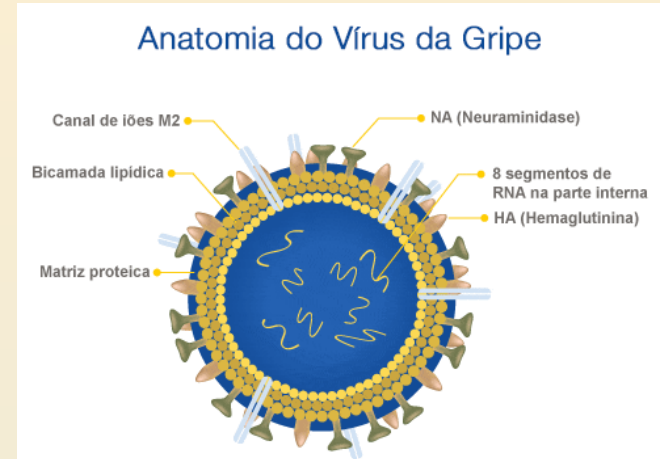 Anatomia do Vírus da Gripe
Canal de iões M2
NA (Neuraminidase)
Bicamada lipídica
8 segmentos de
RNA na parte interna
HA (Hemaglutinina)
Matriz proteica